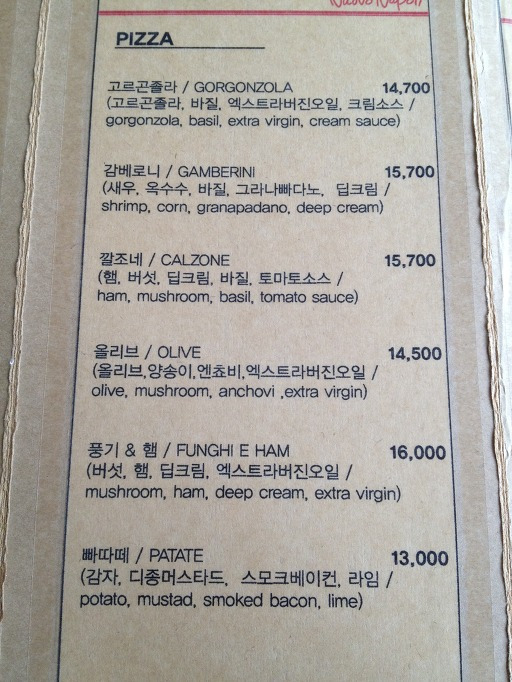 PIZZA
고르곤졸라 / GORGONZOLA 14,700
(고르곤졸라, 바질, 엑스트라버진오일, 크림소스 /
gorgonzola, basil, extra virgin, cream sauce)
감베로니 / GAMBERINI 15,700
(새우, 옥수수, 바질, 그라나빠다노, 딥크림 /
shrimp, corn, granapadano, deep cream)
깔조네 / CALZONE 15,700
(햄, 버섯, 딥크림, 바질, 토마토소스 /
ham, mushroom, basil, tomato sauce)
올리브 / OLIVE 14,500
(올리브,양송이,엔쵸비,엑스트라버진오일 /
olive, mushroom, anchovi ,extra virgin)
풍기 & 햄 / FUNGHI E HAM 16,000
(버섯, 햄, 딥크림, 엑스트라버진오일 /
mushroom, ham, deep cream, extra virgin)
빠따떼 / PATATE 13,000
(감자, 디종머스타드, 스모크베이컨, 라임 /
potato, mustad, smoked bacon, lime)